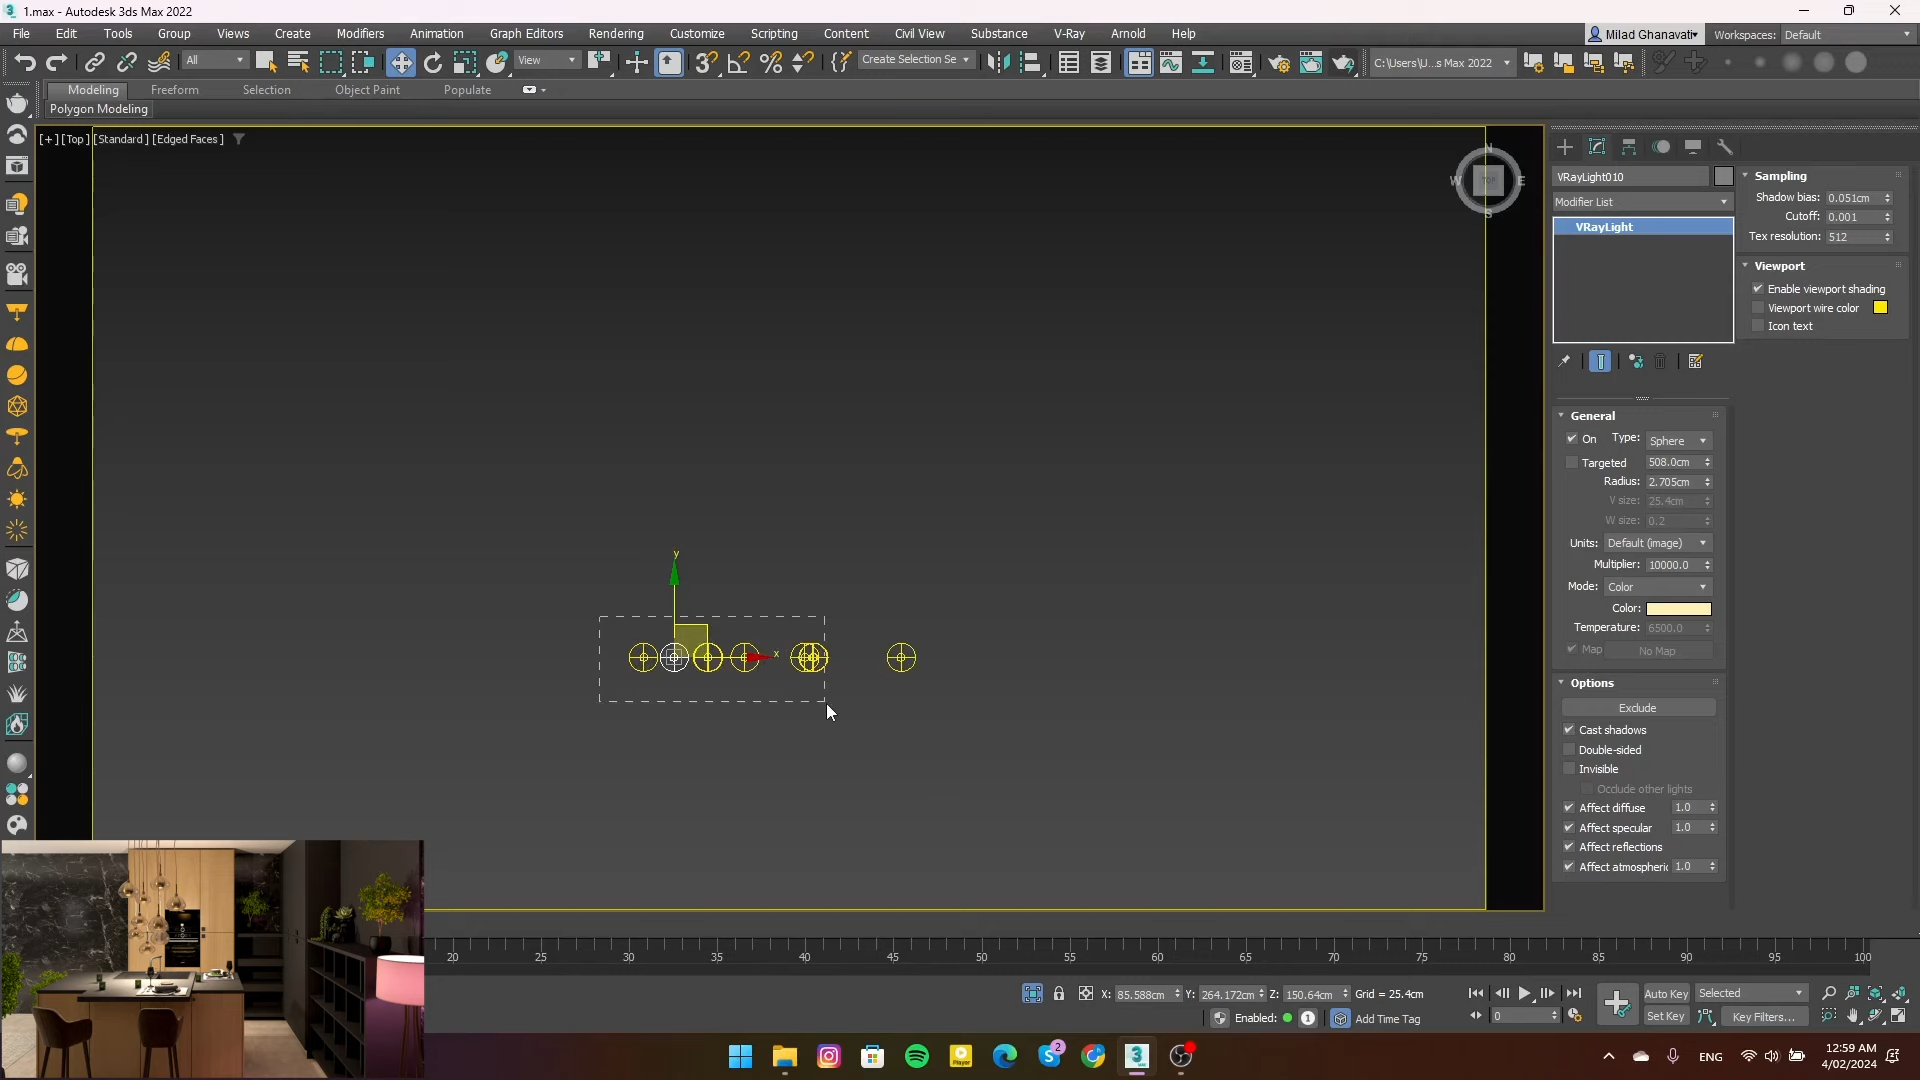 1.max - Autodesk 3ds Max 2022
File Edit Tools Group Views Create Modifiers Animation Graph Editors Rendering Customize Scripting Content Civil View Substance V-Ray Arnold Help
Milad Ghanavati Workspaces: Default
All View Create Selection Se C:\Users\U...s Max 2022
Modeling Freeform Selection Object Paint Populate
Polygon Modeling
[+] [Top] [Standard] [Edged Faces]
N
W TOP E
S
VRayLight010
Modifier List
VRayLight
Sampling
Shadow bias: 0.051cm
Cutoff: 0.001
Tex resolution: 512
Viewport
Enable viewport shading
Viewport wire color
Icon text
General
On Type: Sphere
Targeted 508.0cm
Radius: 2.705cm
V size: 25.4cm
W size: 0.2
Units: Default (image)
Multiplier: 10000.0
Mode: Color
Color:
Temperature: 6500.0
Map No Map
Options
Exclude
Cast shadows
Double-sided
Invisible
Occlude other lights
Affect diffuse 1.0
Affect specular 1.0
Affect reflections
Affect atmospheric 1.0
y
x
20 25 30 35 40 45 50 55 60 65 70 75 80 85 90 95 100
X: 85.588cm Y: 264.172cm Z: 150.64cm Grid = 25.4cm
Auto Key Selected
Enabled: 1 Add Time Tag
0 Set Key Key Filters...
2
Player
3
ENG
12:59 AM
4/02/2024